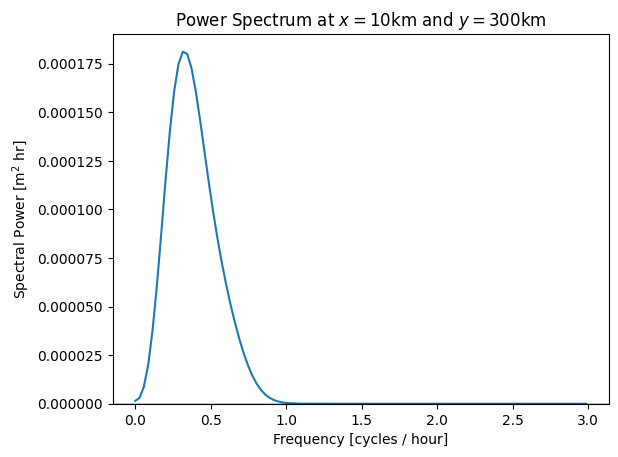 Power Spectrum at x = 10km and y = 300km
Spectral Power [m² hr]
0.000175
0.000150
0.000125
0.000100
0.000075
0.000050
0.000025
0.000000
0.0 0.5 1.0 1.5 2.0 2.5 3.0
Frequency [cycles / hour]